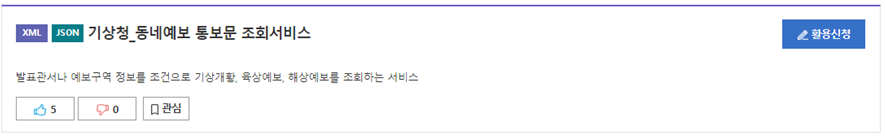 XML JSON 기상청_동네예보 통보문 조회서비스 활용신청
발표관서나 예보구역 정보를 조건으로 기상개황, 육상예보, 해상예보를 조회하는 서비스
5 0 관심